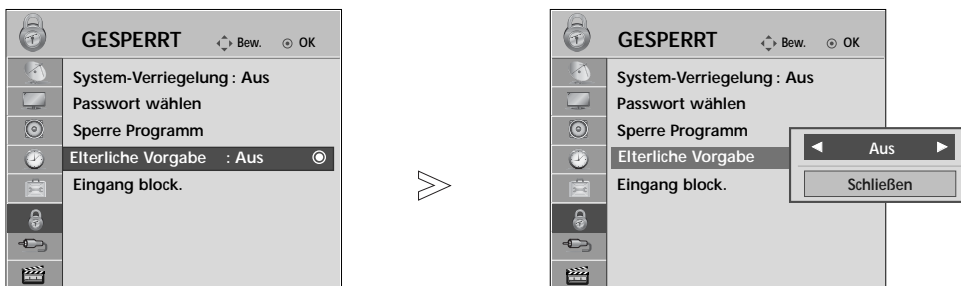 GESPERRT Bew. OK
System-Verriegelung : Aus
Passwort wählen
Sperre Programm
Elterliche Vorgabe : Aus
Eingang block.
GESPERRT Bew. OK
System-Verriegelung : Aus
Passwort wählen
Sperre Programm
Elterliche Vorgabe
Eingang block.
Aus
Schließen